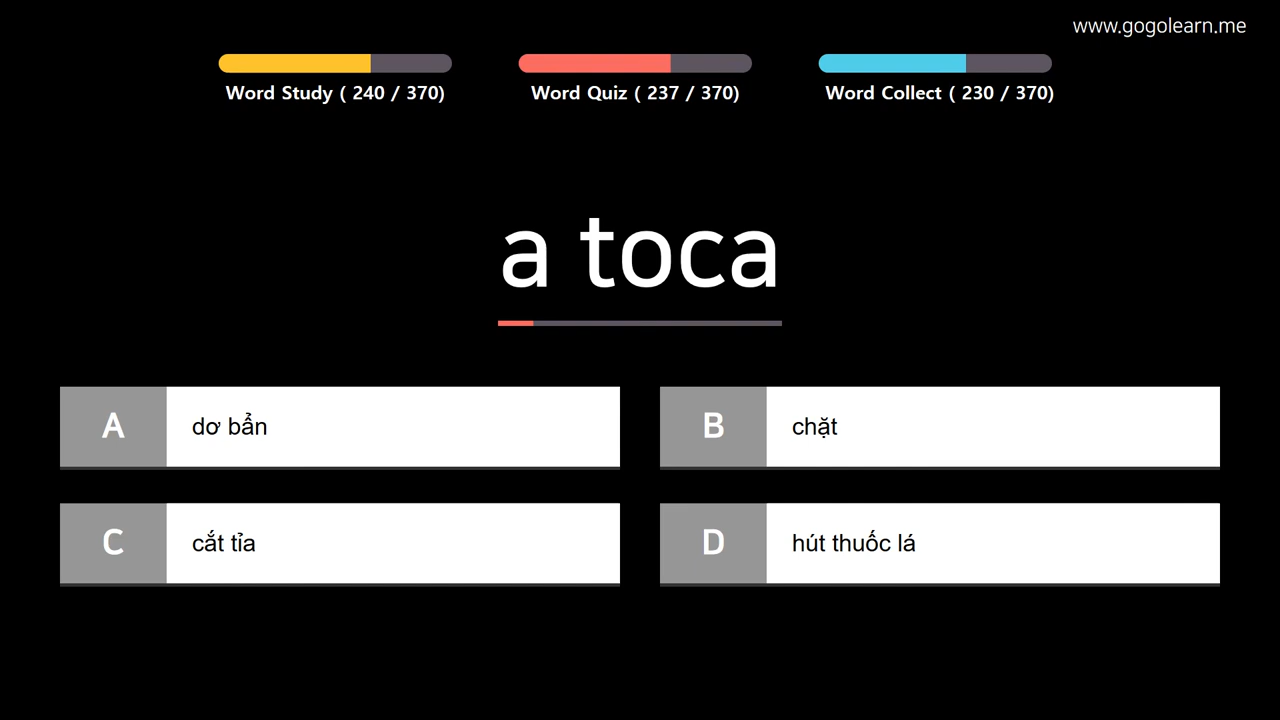 www.gogolearn.me
Word Study ( 240 / 370)
Word Quiz ( 237 / 370)
Word Collect ( 230 / 370)
a toca
A dơ bẩn
B chặt
C cắt tỉa
D hút thuốc lá